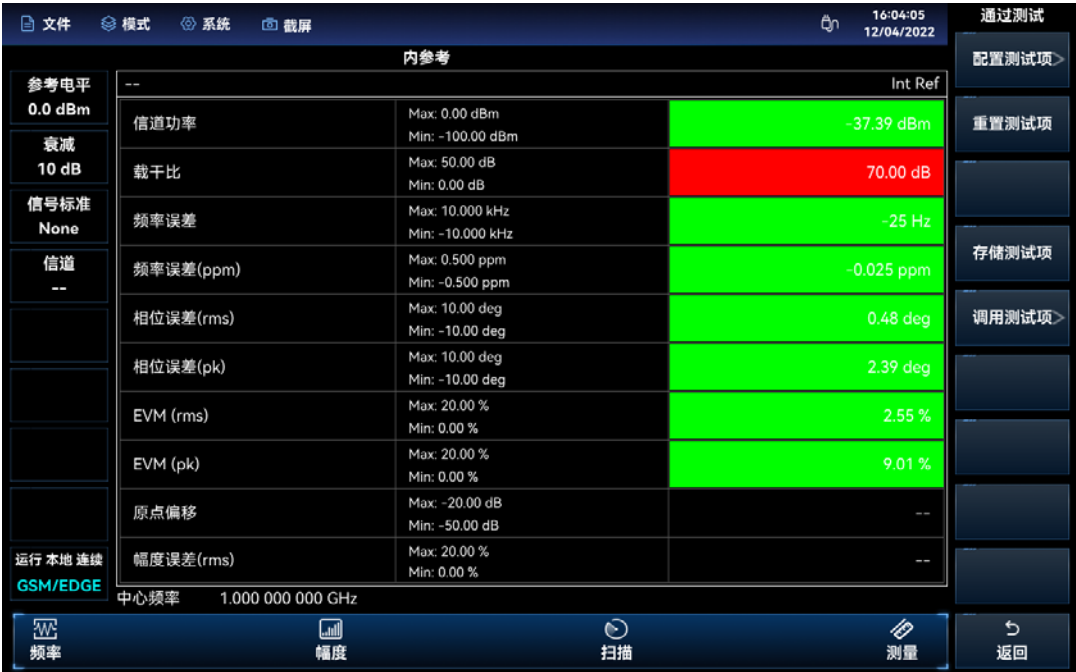 文件 模式 系统 截屏 16:04:05
12/04/2022
通过测试
内参考
参考电平
0.0 dBm
衰减
10 dB
信号标准
None
信道
--
运行 本地 连续
GSM/EDGE
-- Int Ref
信道功率 Max: 0.00 dBm -37.39 dBm
Min: -100.00 dBm
载干比 Max: 50.00 dB 70.00 dB
Min: 0.00 dB
频率误差 Max: 10.000 kHz -25 Hz
Min: -10.000 kHz
频率误差(ppm) Max: 0.500 ppm -0.025 ppm
Min: -0.500 ppm
相位误差(rms) Max: 10.00 deg 0.48 deg
Min: -10.00 deg
相位误差(pk) Max: 10.00 deg 2.39 deg
Min: -10.00 deg
EVM (rms) Max: 20.00 % 2.55 %
Min: 0.00 %
EVM (pk) Max: 20.00 % 9.01 %
Min: 0.00 %
原点偏移 Max: -20.00 dB --
Min: -50.00 dB
幅度误差(rms) Max: 20.00 % --
Min: 0.00 %
中心频率 1.000 000 000 GHz
配置测试项>
重置测试项
存储测试项
调用测试项>
频率 幅度 扫描 测量 返回